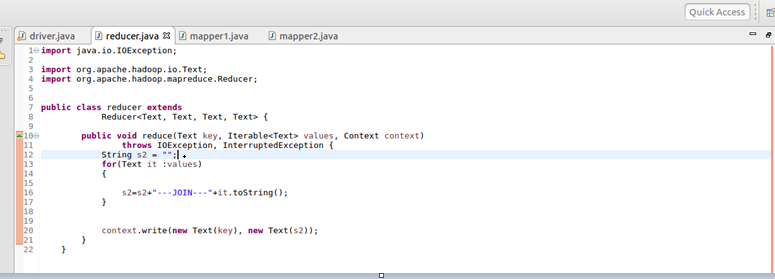 Quick Access
driver.java reducer.java mapper1.java mapper2.java
1 import java.io.IOException;
2
3 import org.apache.hadoop.io.Text;
4 import org.apache.hadoop.mapreduce.Reducer;
5
6
7 public class reducer extends
8 Reducer<Text, Text, Text, Text> {
9
10 public void reduce(Text key, Iterable<Text> values, Context context)
11 throws IOException, InterruptedException {
12 String s2 = "";
13 for(Text it :values)
14 {
15
16 s2=s2+"---JOIN---"+it.toString();
17 }
18
19
20 context.write(new Text(key), new Text(s2));
21 }
22 }